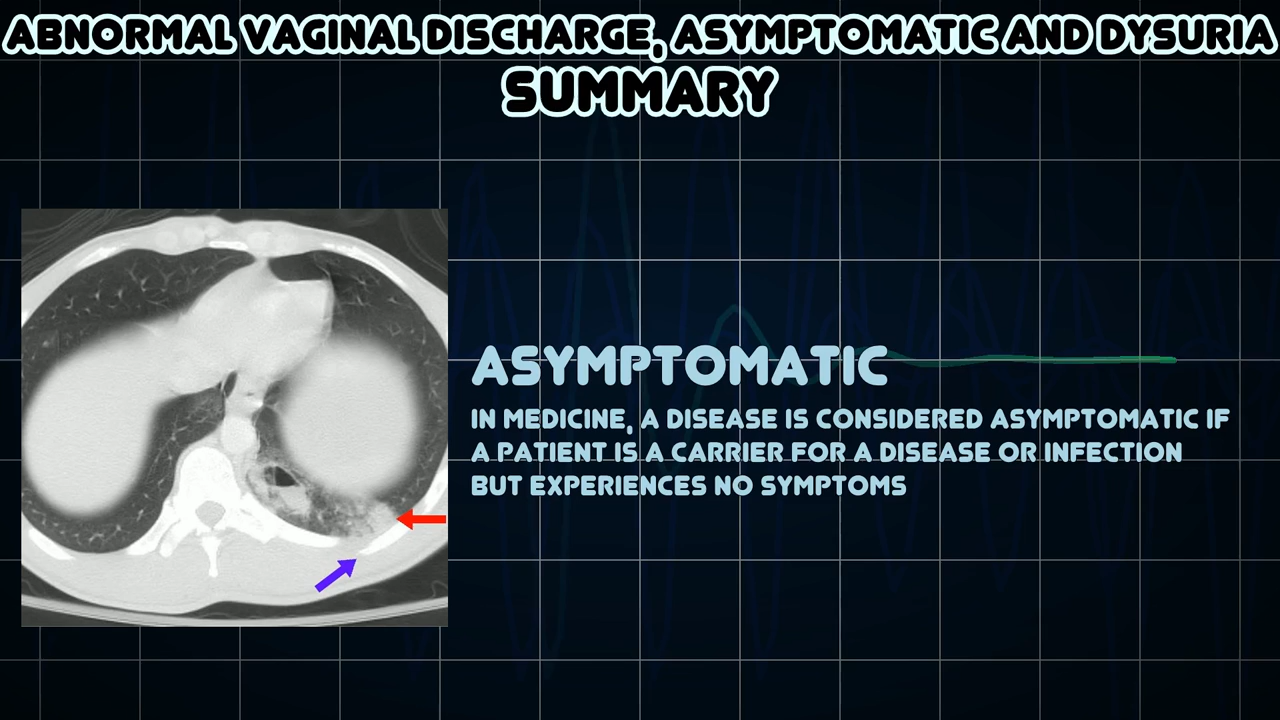 ABNORMAL VAGINAL DISCHARGE, ASYMPTOMATIC AND DYSURIA
SUMMARY
ASYMPTOMATIC
IN MEDICINE, A DISEASE IS CONSIDERED ASYMPTOMATIC IF
A PATIENT IS A CARRIER FOR A DISEASE OR INFECTION
BUT EXPERIENCES NO SYMPTOMS